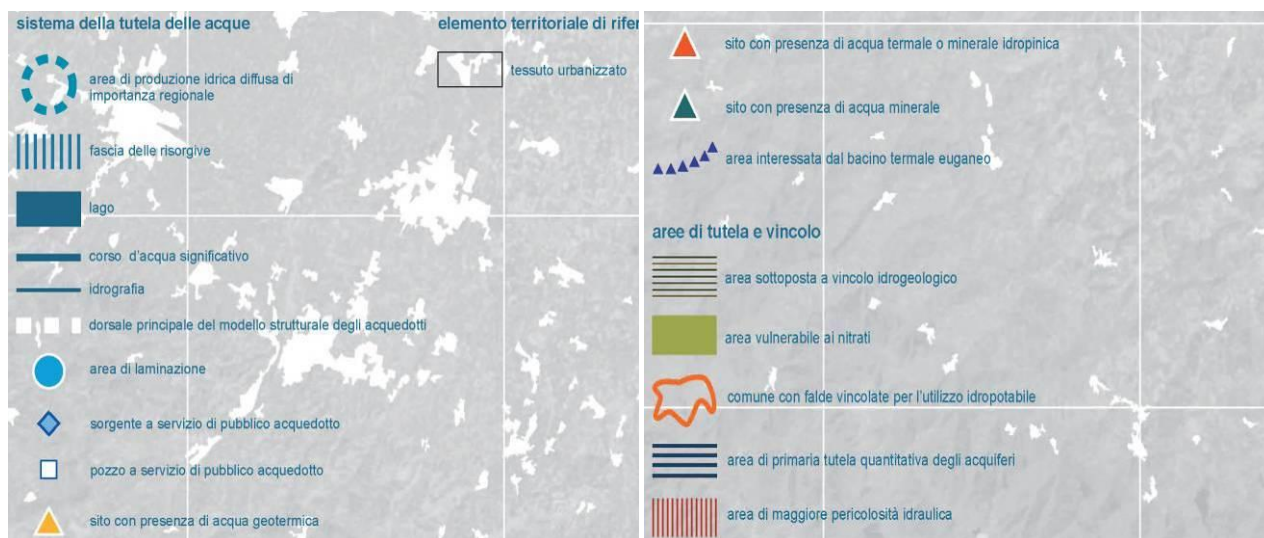 sistema della tutela delle acque
area di produzione idrica diffusa di
importanza regionale
fascia delle risorgive
lago
corso d'acqua significativo
idrografia
dorsale principale del modello strutturale degli acquedotti
area di laminazione
sorgente a servizio di pubblico acquedotto
pozzo a servizio di pubblico acquedotto
sito con presenza di acqua geotermica
elemento territoriale di rifer
tessuto urbanizzato
sito con presenza di acqua termale o minerale idropinica
sito con presenza di acqua minerale
area interessata dal bacino termale euganeo
aree di tutela e vincolo
area sottoposta a vincolo idrogeologico
area vulnerabile ai nitrati
comune con falde vincolate per l'utilizzo idropotabile
area di primaria tutela quantitativa degli acquiferi
area di maggiore pericolosità idraulica